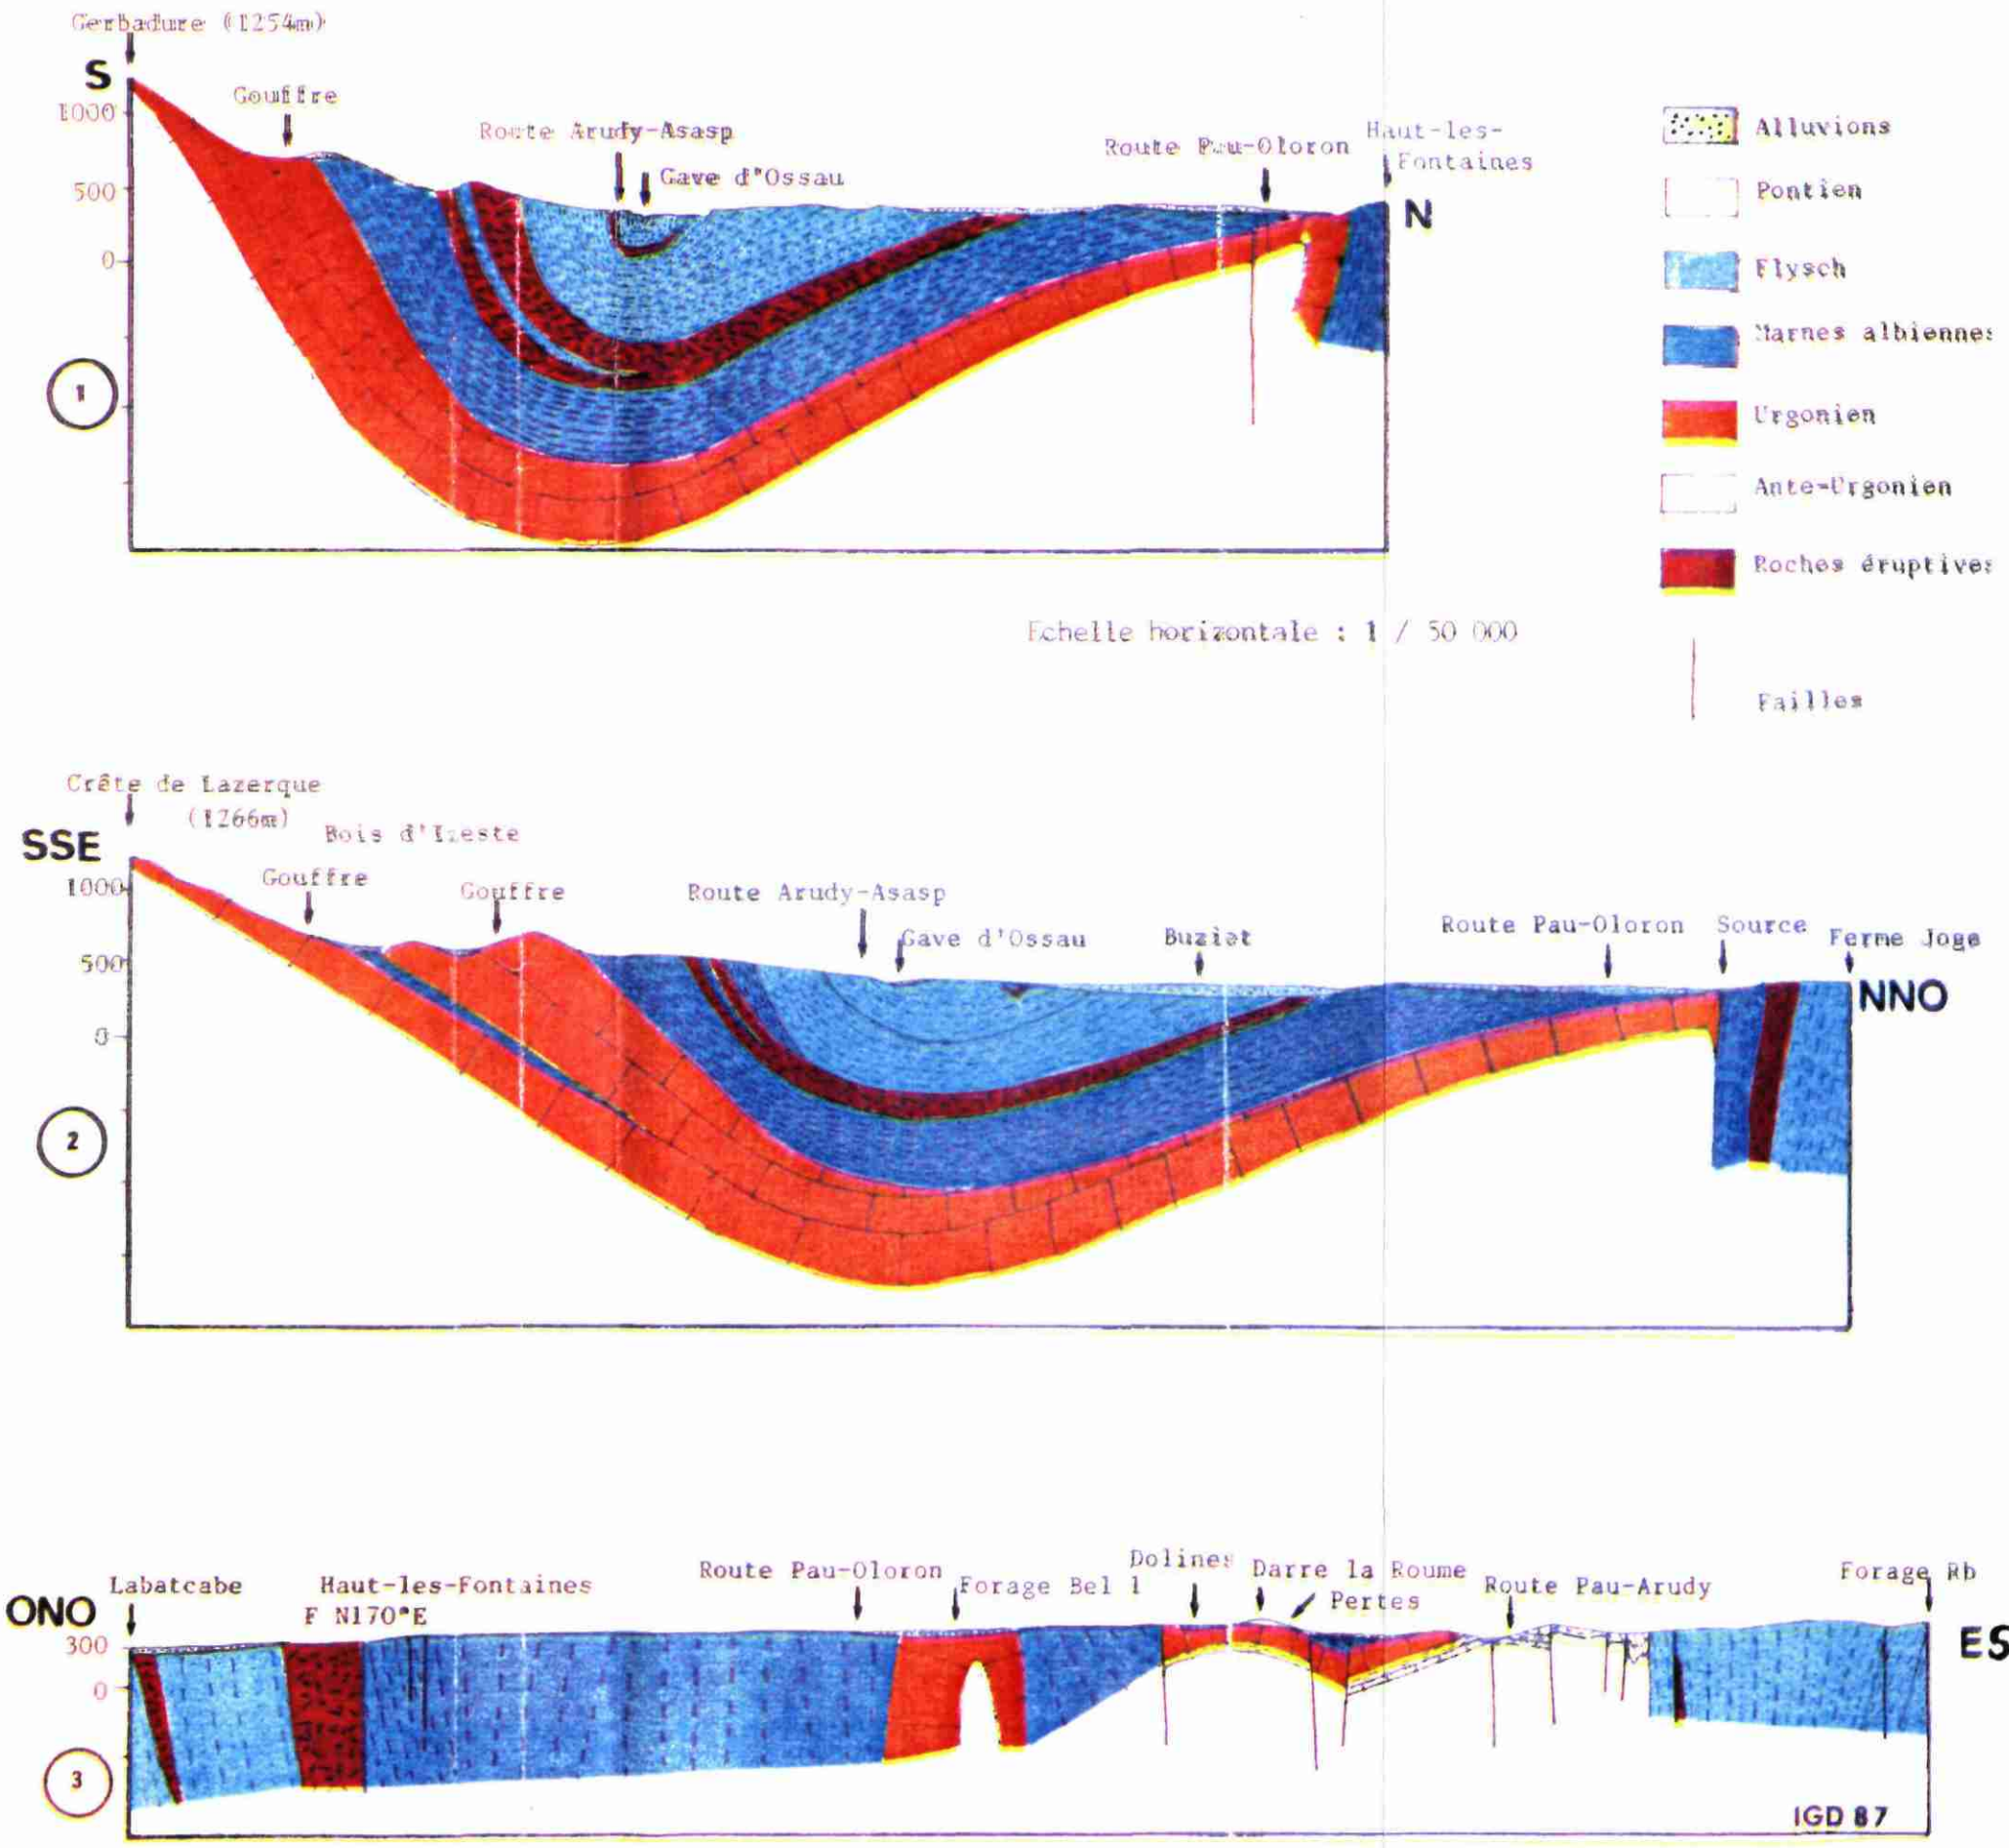 Gerbadure (1254m)
S
1000
500
0
Gouffre
Route Arudy-Asasp
Gave d'Ossau
Route Pau-Oloron
Haut-les-
Fontaines
N
1
Alluvions
Pontien
Flysch
Marnes albiennes
Urgonien
Ante-Urgonien
Roches éruptives
Failles
Echelle horizontale : 1 / 50 000
Crête de Lazerque
(1266m)
SSE
Bois d'Izeste
Gouffre
Gouffre
Route Arudy-Asasp
Gave d'Ossau
Buziet
Route Pau-Oloron
Source
Ferme Joge
NNO
1000
500
0
2
ONO
Labatcabe
Haut-les-Fontaines
F N170°E
Route Pau-Oloron
Forage Bel 1
Dolines
Darre la Roume
Pertes
Route Pau-Arudy
Forage Rb
ES
300
0
3
IGD 87